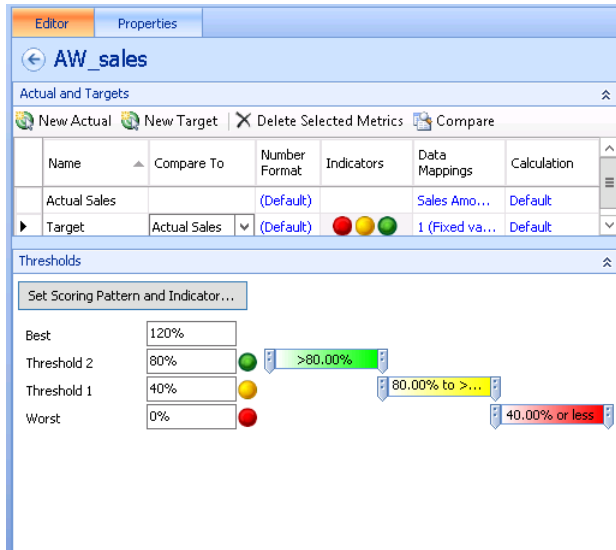 Editor Properties
AW_sales
Actual and Targets
New Actual New Target Delete Selected Metrics Compare
Name Compare To Number Format Indicators Data Mappings Calculation
Actual Sales (Default) Sales Amo... Default
Target Actual Sales (Default) 1 (Fixed va... Default
Thresholds
Set Scoring Pattern and Indicator...
Best 120%
Threshold 2 80% >80.00%
Threshold 1 40% 80.00% to >...
Worst 0% 40.00% or less